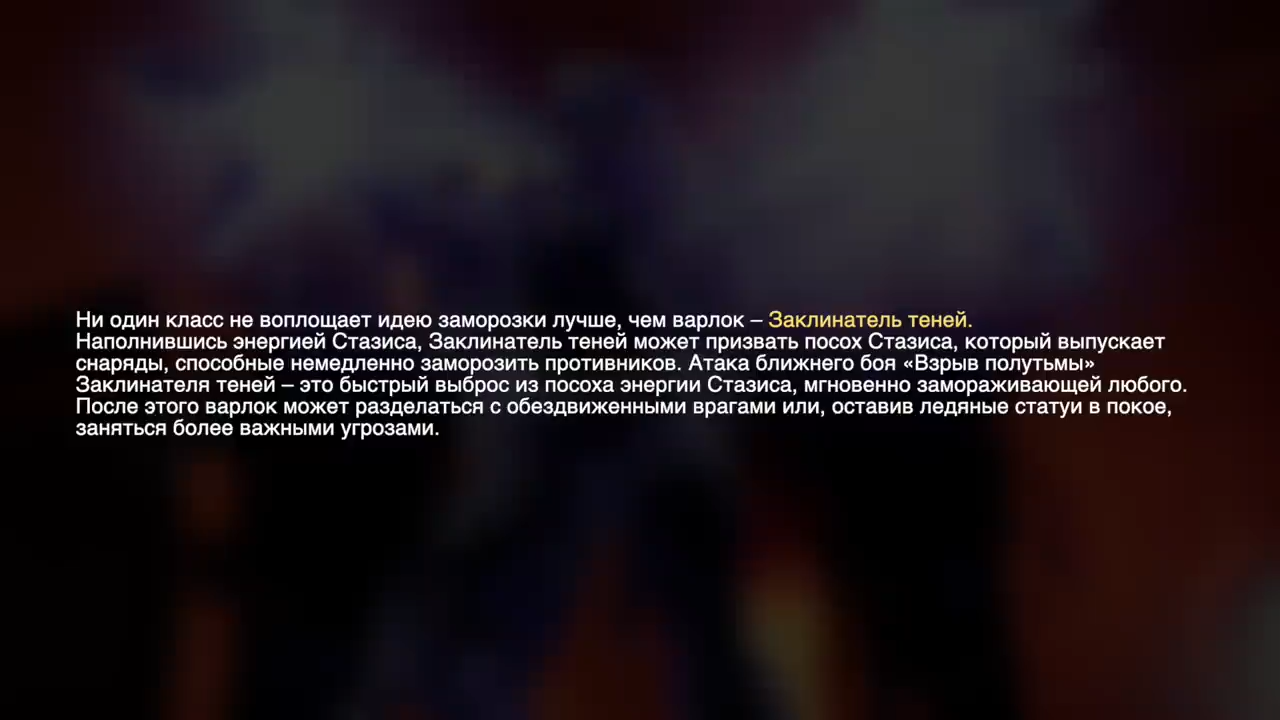 Ни один класс не воплощает идею заморозки лучше, чем варлок – Заклинатель теней.
Наполнившись энергией Стазиса, Заклинатель теней может призвать посох Стазиса, который выпускает
снаряды, способные немедленно заморозить противников. Атака ближнего боя «Взрыв полутьмы»
Заклинателя теней – это быстрый выброс из посоха энергии Стазиса, мгновенно замораживающей любого.
После этого варлок может разделаться с обездвиженными врагами или, оставив ледяные статуи в покое,
заняться более важными угрозами.